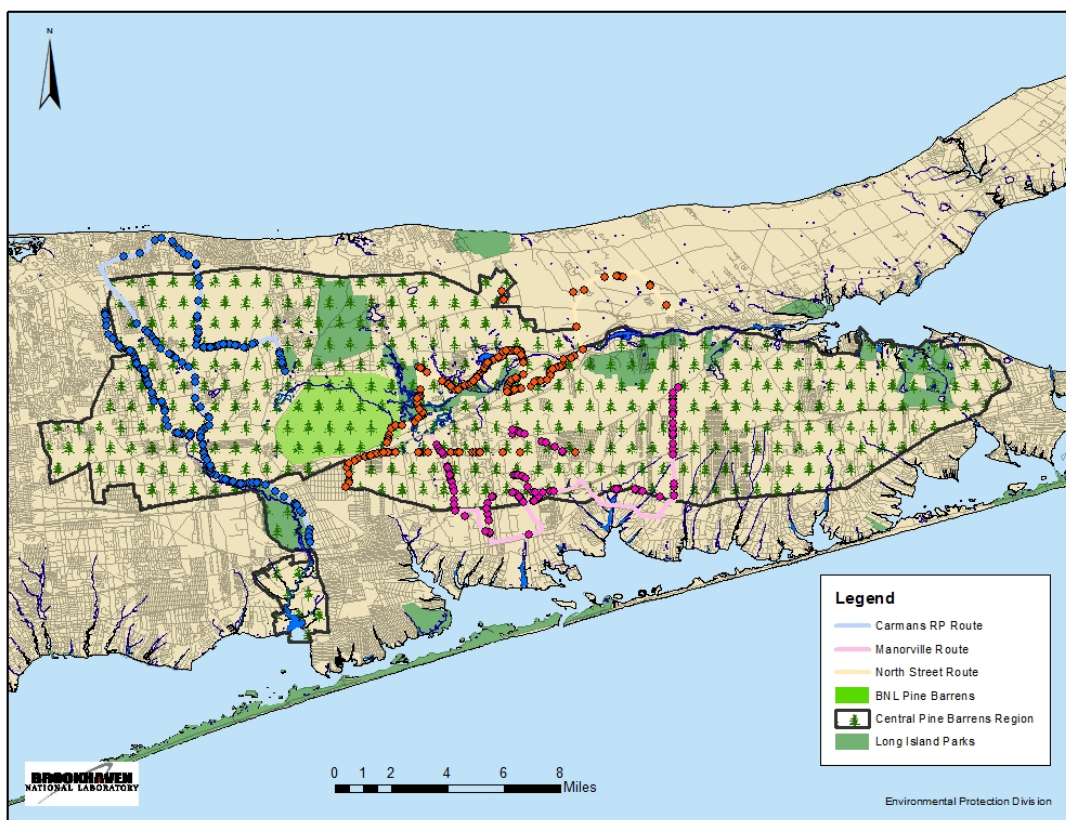 N
Legend
Carmans RP Route
Manorville Route
North Street Route
BNL Pine Barrens
Central Pine Barrens Region
Long Island Parks
BROOKHAVEN
NATIONAL LABORATORY
0 1 2 4 6 8
Miles
Environmental Protection Division